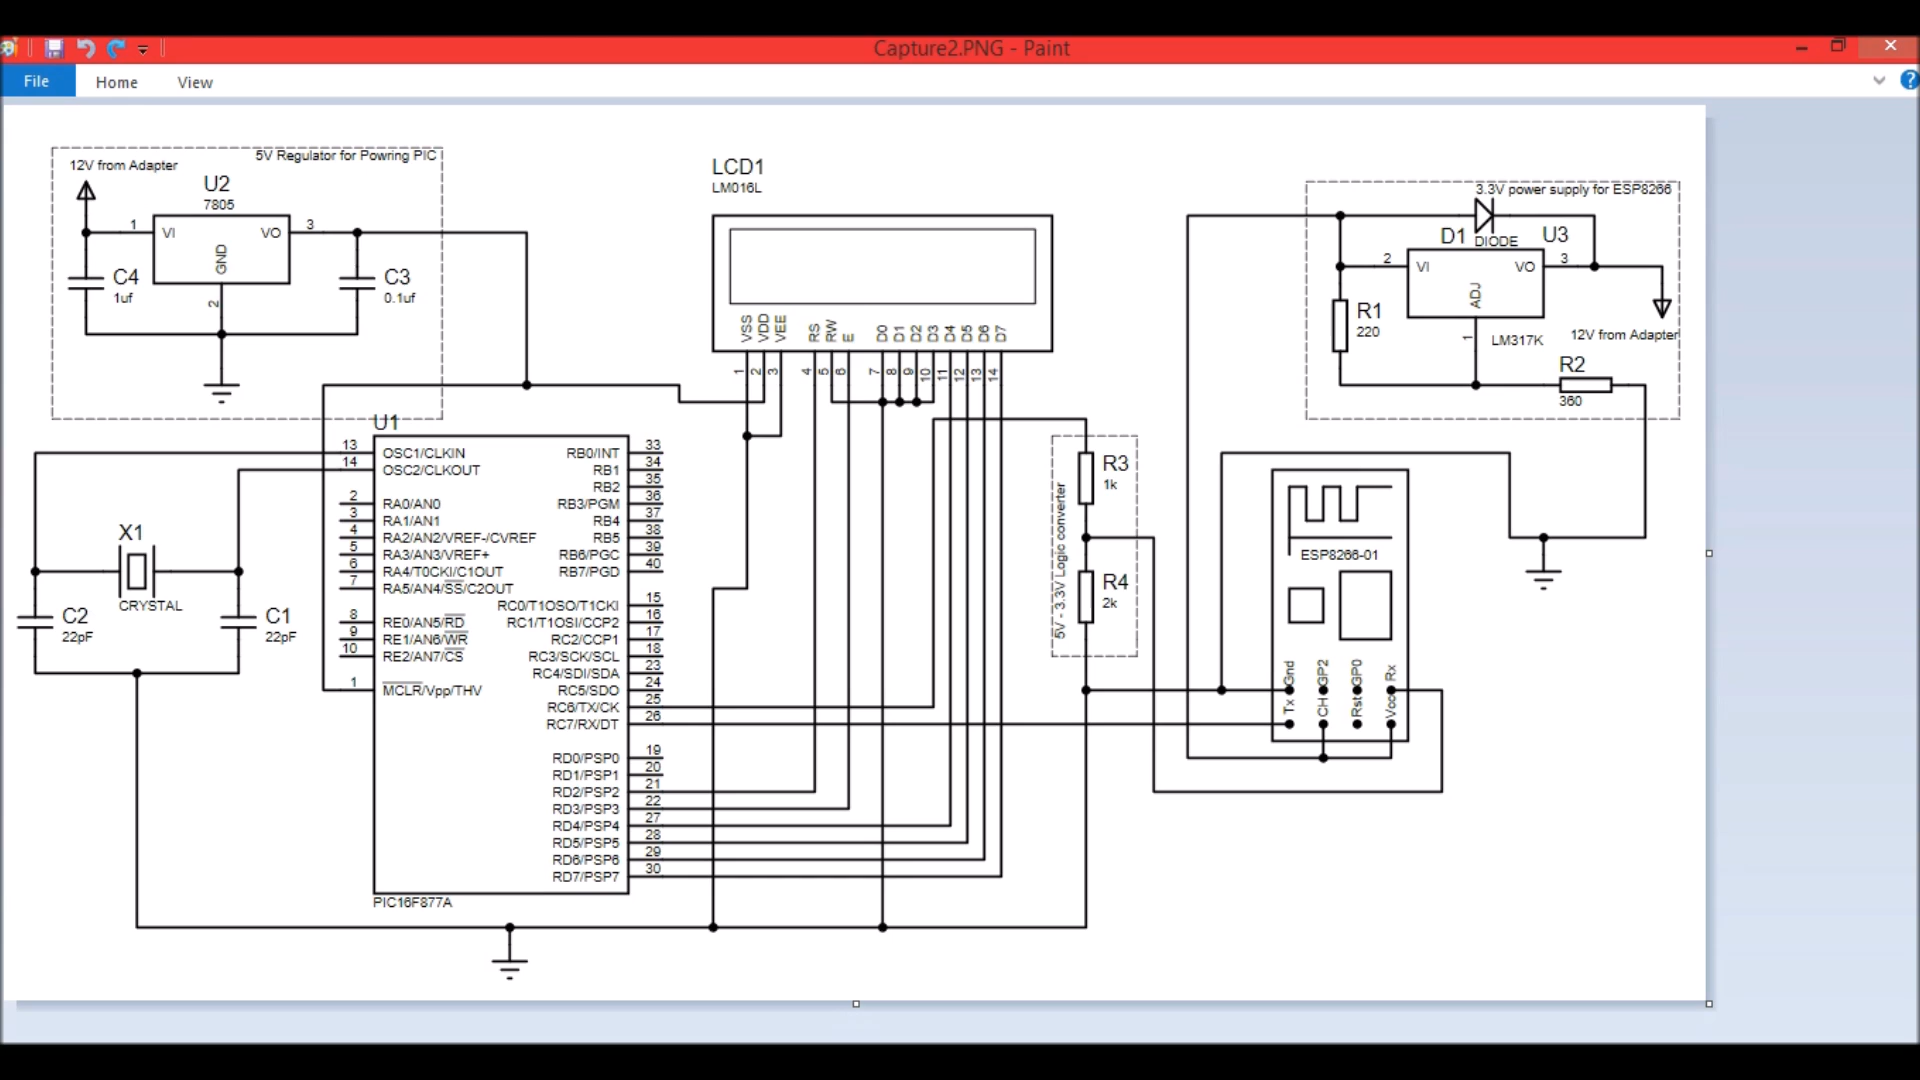 Capture2.PNG - Paint
File
Home
View
5V Regulator for Powring PIC
12V from Adapter
U2
7805
1
VI
VO
3
GND
2
C4
1uf
C3
0.1uf
LCD1
LM016L
VSS
VDD
VEE
RS
RW
E
D0
D1
D2
D3
D4
D5
D6
D7
1
2
3
4
5
6
7
8
9
10
11
12
13
14
3.3V power supply for ESP8266
D1
DIODE
U3
2
VI
VO
3
ADJ
1
LM317K
12V from Adapter
R1
220
R2
360
U1
13
OSC1/CLKIN
14
OSC2/CLKOUT
2
RA0/AN0
3
RA1/AN1
4
RA2/AN2/VREF-/CVREF
5
RA3/AN3/VREF+
6
RA4/T0CKI/C1OUT
7
RA5/AN4/SS/C2OUT
8
RE0/AN5/RD
9
RE1/AN6/WR
10
RE2/AN7/CS
1
MCLR/Vpp/THV
RB0/INT
33
RB1
34
RB2
35
RB3/PGM
36
RB4
37
RB5
38
RB6/PGC
39
RB7/PGD
40
RC0/T1OSO/T1CKI
15
RC1/T1OSI/CCP2
16
RC2/CCP1
17
RC3/SCK/SCL
18
RC4/SDI/SDA
23
RC5/SDO
24
RC6/TX/CK
25
RC7/RX/DT
26
RD0/PSP0
19
RD1/PSP1
20
RD2/PSP2
21
RD3/PSP3
22
RD4/PSP4
27
RD5/PSP5
28
RD6/PSP6
29
RD7/PSP7
30
PIC16F877A
X1
CRYSTAL
C2
22pF
C1
22pF
R3
1k
R4
2k
5V - 3.3V Logic converter
ESP8266-01
Gnd
GP2
GP0
Rx
Tx
CH
Rst
Vcc